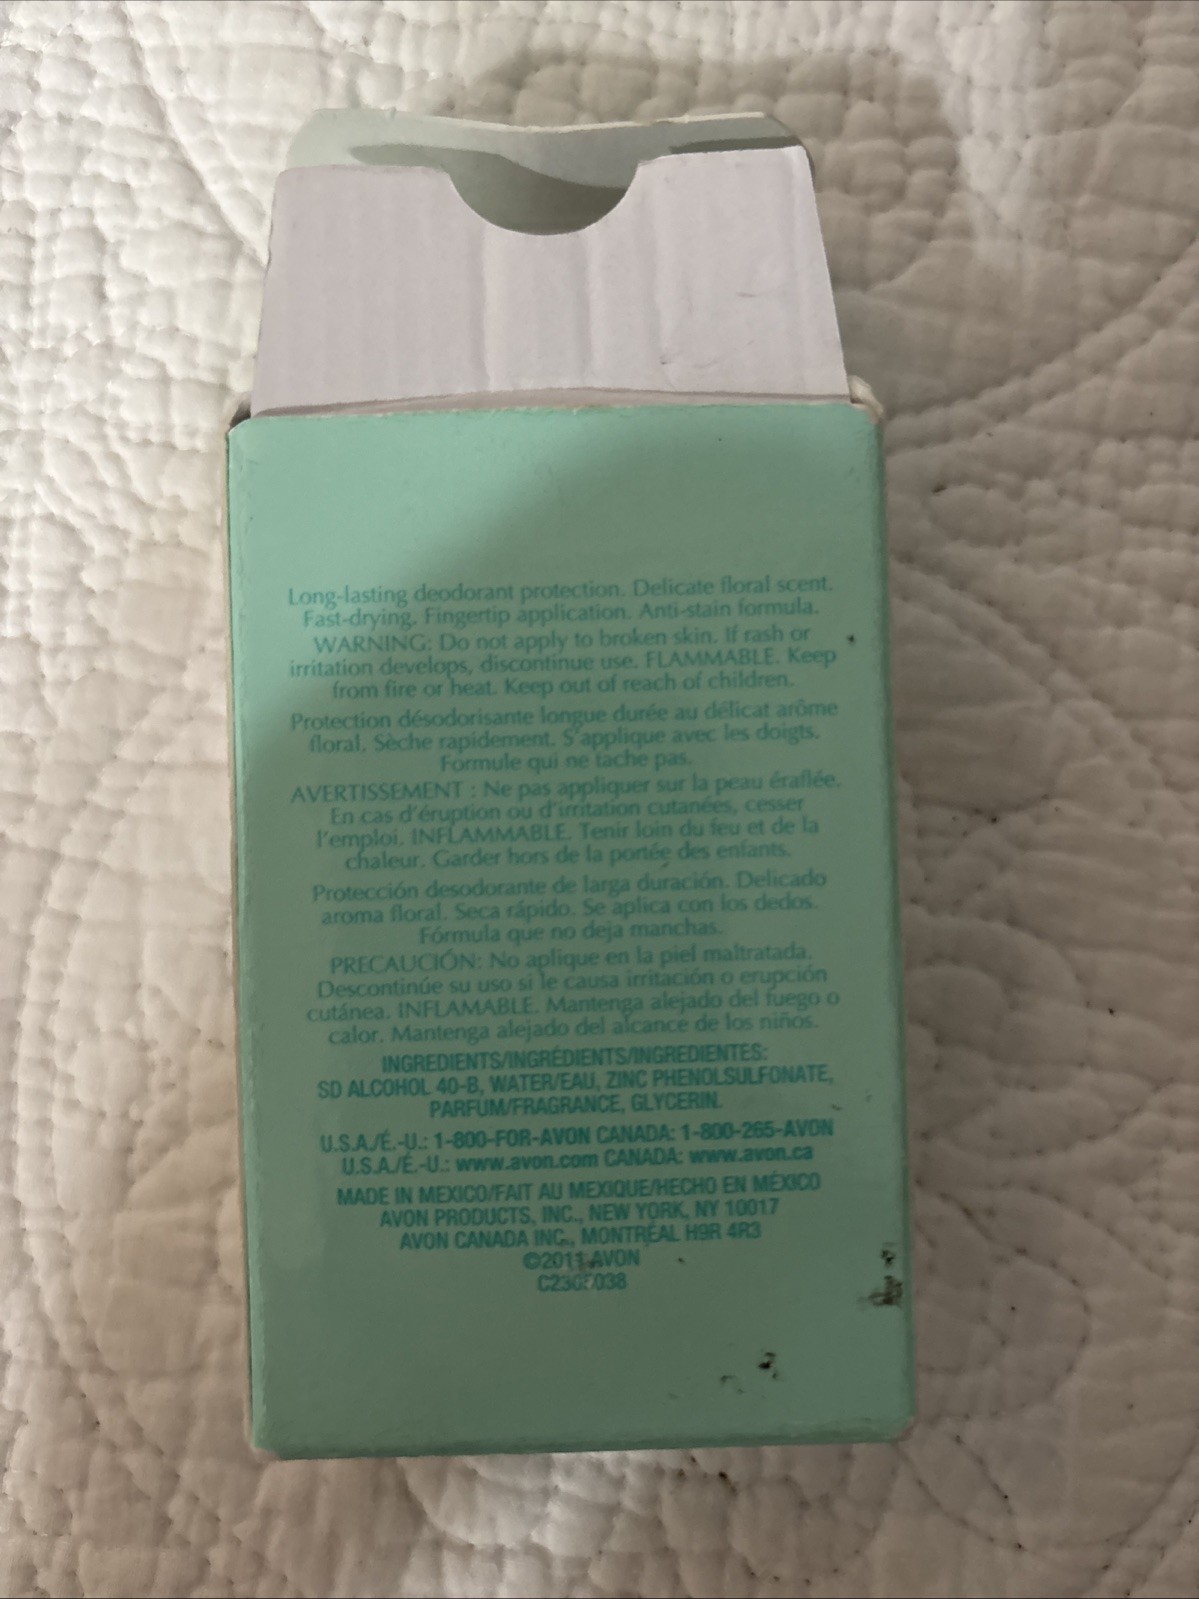 Long-lasting deodorant protection. Delicate floral scent.
Fast-drying. Fingertip application. Anti-stain formula.
WARNING: Do not apply to broken skin. If rash or
irritation develops, discontinue use. FLAMMABLE. Keep
from fire or heat. Keep out of reach of children.
Protection désodorisante longue durée au délicat arôme
floral. Sèche rapidement. S'applique avec les doigts.
Formule qui ne tache pas.
AVERTISSEMENT : Ne pas appliquer sur la peau éraflée.
En cas d'éruption ou d'irritation cutanées, cesser
l'emploi. INFLAMMABLE. Tenir loin du feu et de la
chaleur. Garder hors de la portée des enfants.
Protección desodorante de larga duración. Delicado
aroma floral. Seca rápido. Se aplica con los dedos.
Fórmula que no deja manchas.
PRECAUCIÓN: No aplique en la piel maltratada.
Descontinúe su uso si le causa irritación o erupción
cutánea. INFLAMABLE. Mantenga alejado del fuego o
calor. Mantenga alejado del alcance de los niños.
INGREDIENTS/INGRÉDIENTS/INGREDIENTES:
SD ALCOHOL 40-B, WATER/EAU, ZINC PHENOLSULFONATE,
PARFUM/FRAGRANCE, GLYCERIN.
U.S.A./É.-U.: 1-800-FOR-AVON CANADA: 1-800-265-AVON
U.S.A./É.-U.: www.avon.com CANADA: www.avon.ca
MADE IN MEXICO/FAIT AU MEXIQUE/HECHO EN MÉXICO
AVON PRODUCTS, INC., NEW YORK, NY 10017
AVON CANADA INC., MONTRÉAL H9R 4R3
©2011 AVON